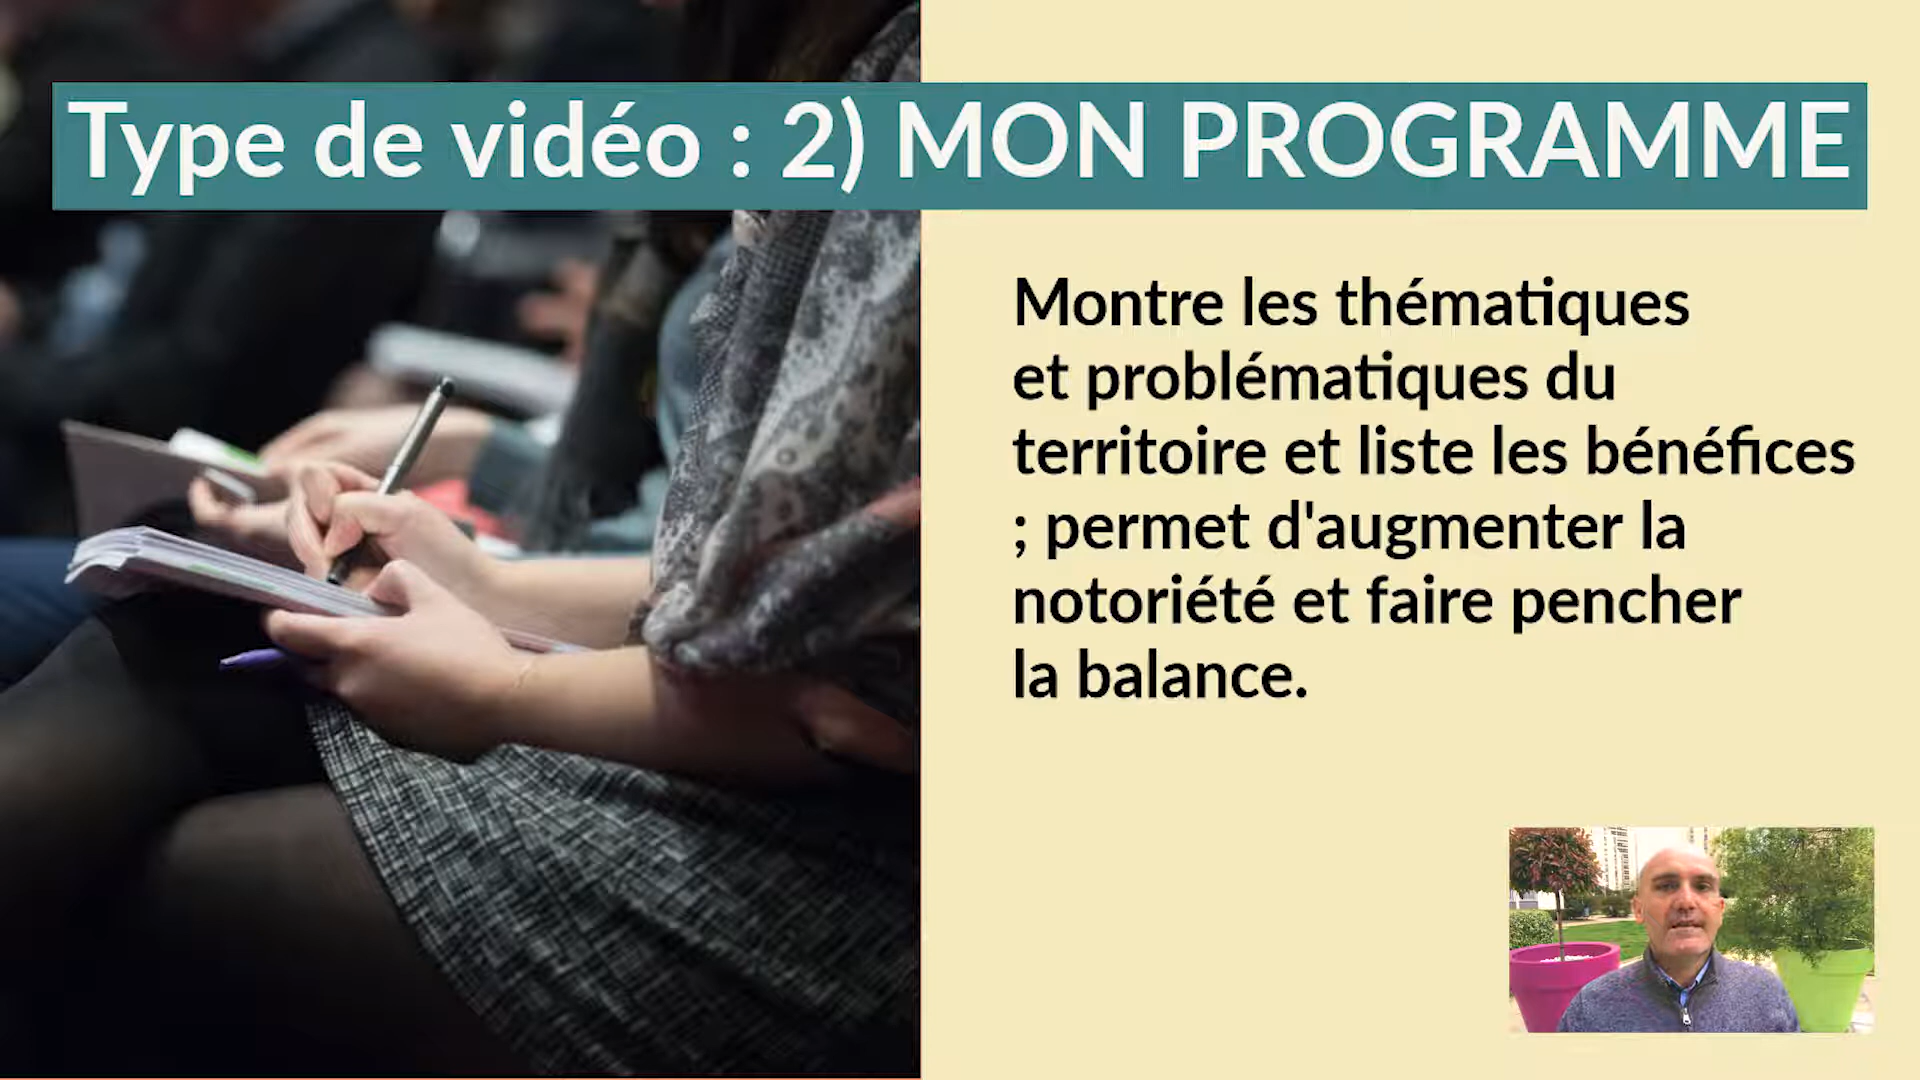 Type de vidéo : 2) MON PROGRAMME
Montre les thématiques
et problématiques du
territoire et liste les bénéfices
; permet d'augmenter la
notoriété et faire pencher
la balance.